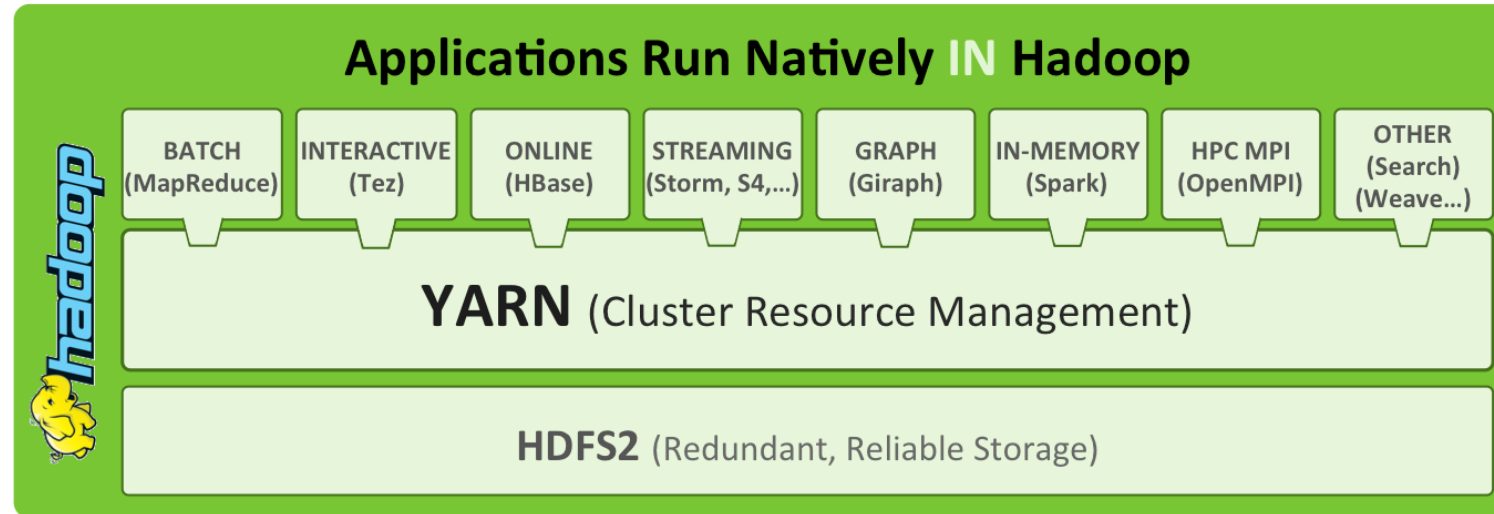 Applications Run Natively IN Hadoop
hadoop
BATCH
(MapReduce)
INTERACTIVE
(Tez)
ONLINE
(HBase)
STREAMING
(Storm, S4,...)
GRAPH
(Giraph)
IN-MEMORY
(Spark)
HPC MPI
(OpenMPI)
OTHER
(Search)
(Weave...)
YARN (Cluster Resource Management)
HDFS2 (Redundant, Reliable Storage)